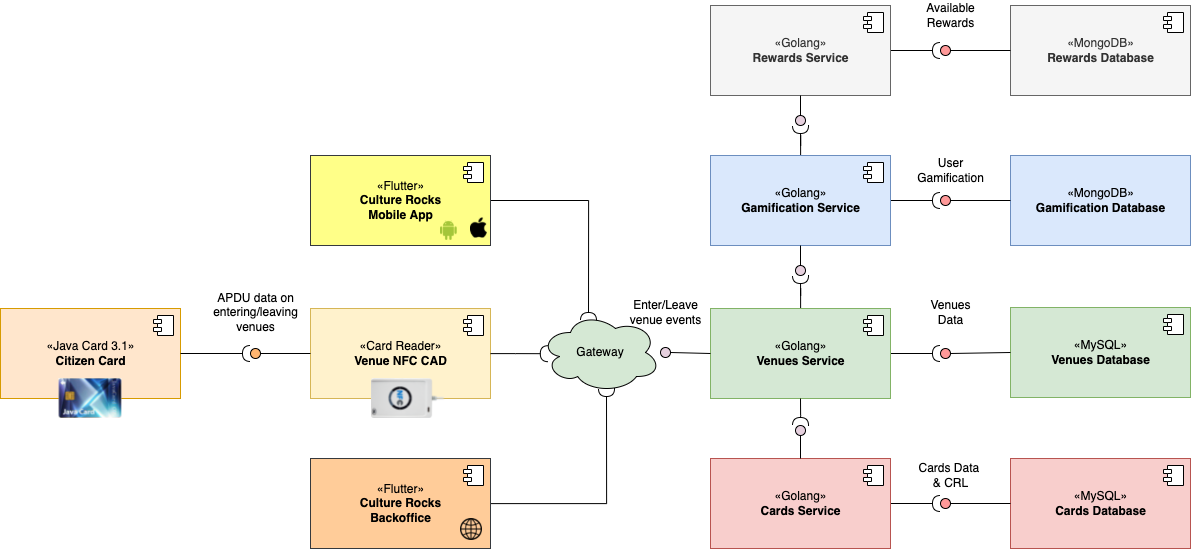 Available
Rewards
«Golang»
Rewards Service
«MongoDB»
Rewards Database
«Flutter»
Culture Rocks
Mobile App
«Golang»
Gamification Service
User
Gamification
«MongoDB»
Gamification Database
APDU data on
entering/leaving
venues
«Java Card 3.1»
Citizen Card
Java Card
«Card Reader»
Venue NFC CAD
Gateway
Enter/Leave
venue events
«Golang»
Venues Service
Venues
Data
«MySQL»
Venues Database
«Flutter»
Culture Rocks
Backoffice
«Golang»
Cards Service
Cards Data
& CRL
«MySQL»
Cards Database